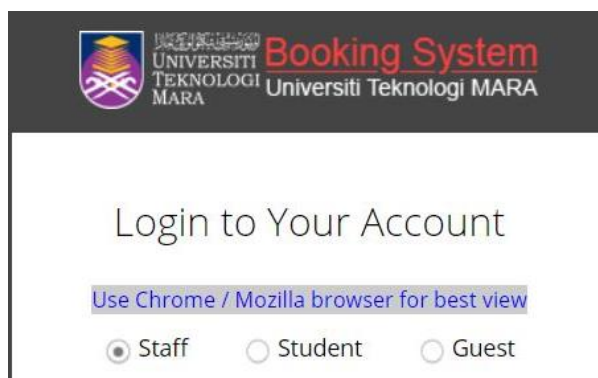 UNIVERSITI
TEKNOLOGI
MARA
Booking System
Universiti Teknologi MARA
Login to Your Account
Use Chrome / Mozilla browser for best view
Staff Student Guest